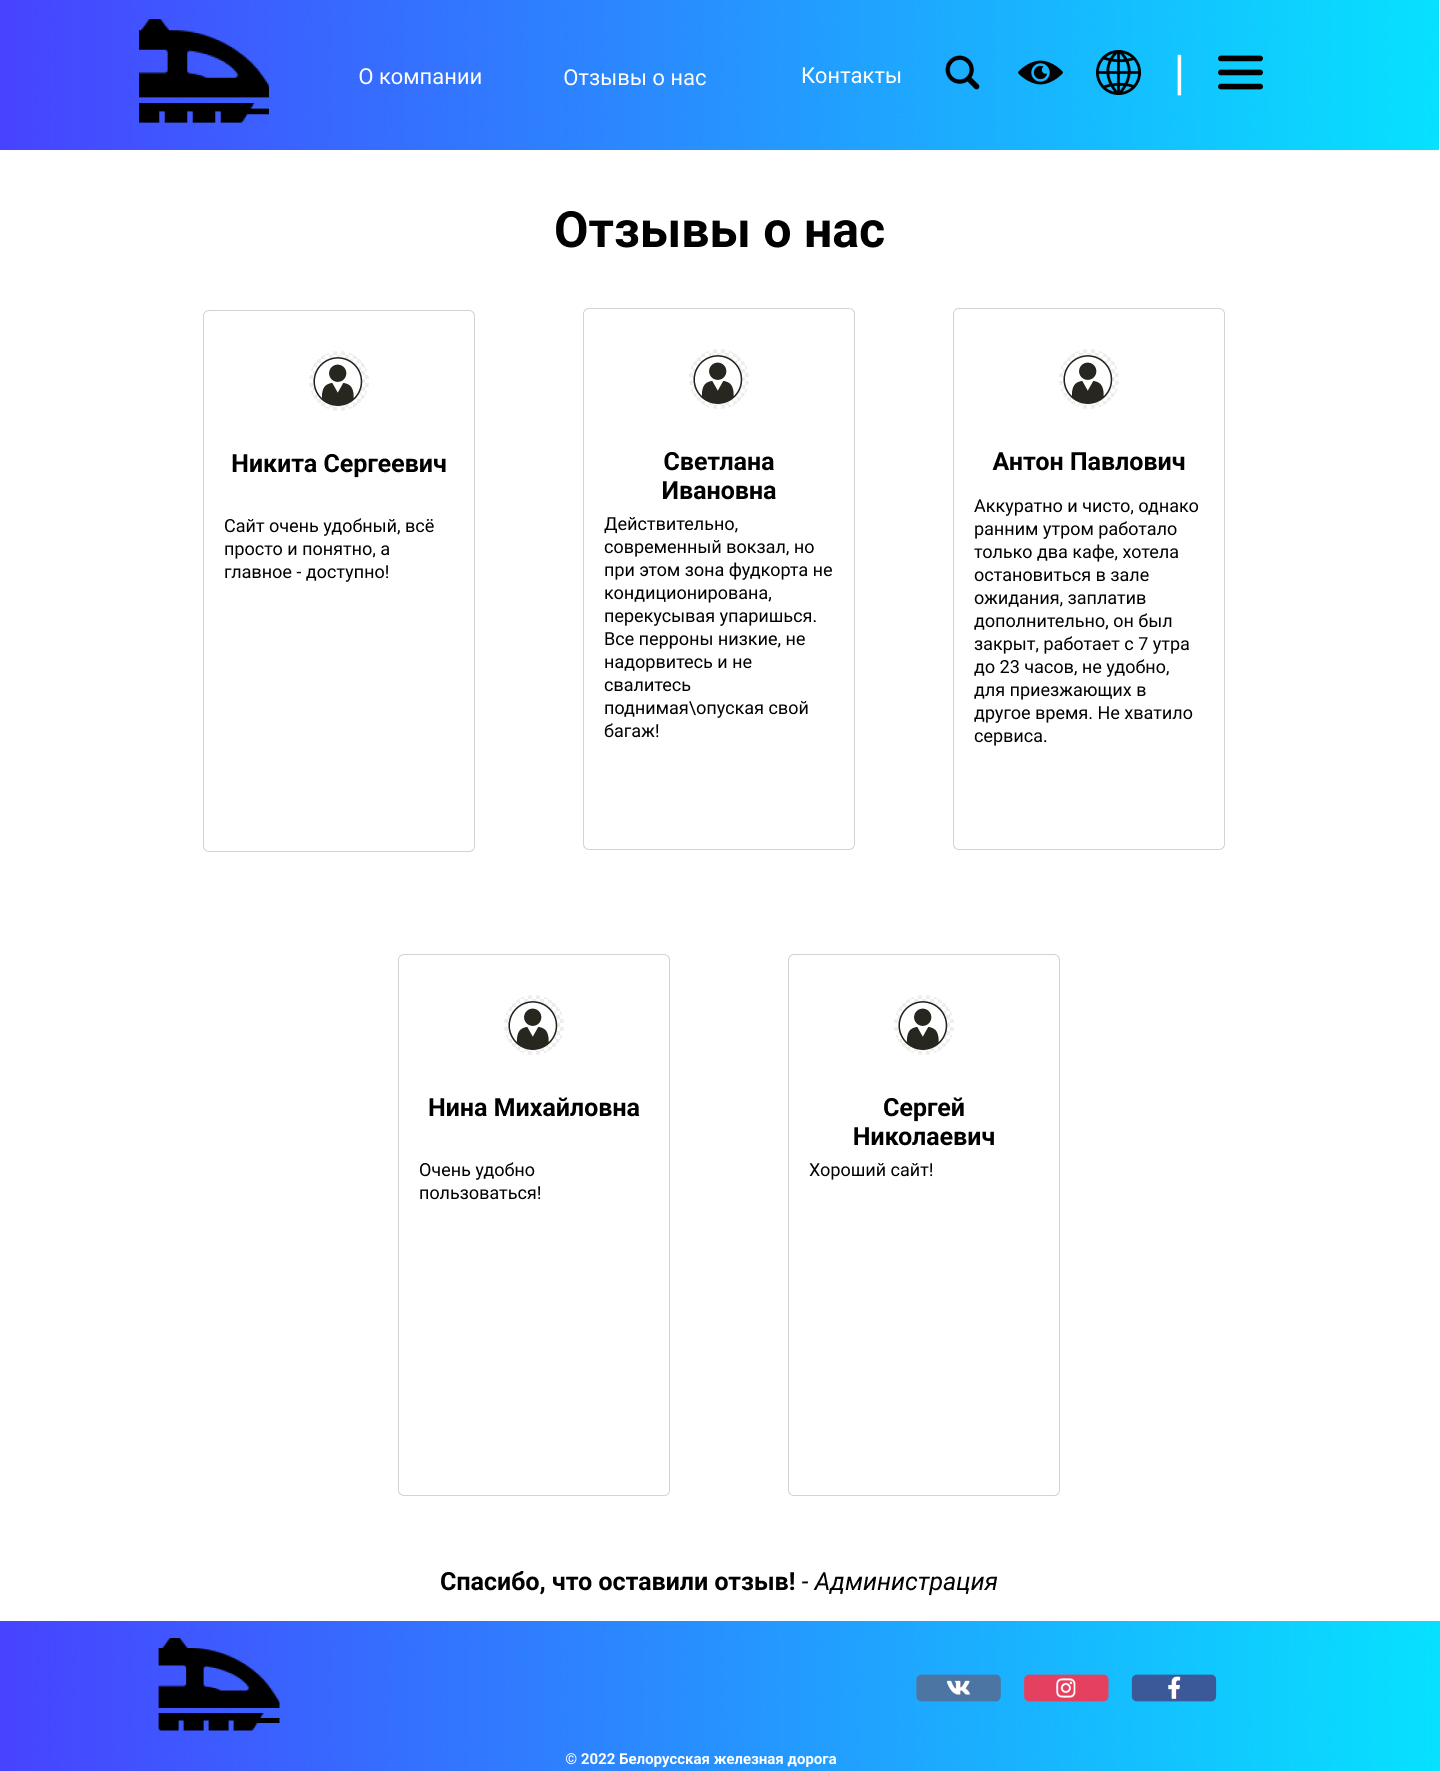 О компании
Отзывы о нас
Контакты
Отзывы о нас
Никита Сергеевич
Сайт очень удобный, всё
просто и понятно, а
главное - доступно!
Светлана
Ивановна
Действительно,
современный вокзал, но
при этом зона фудкорта не
кондиционирована,
перекусывая упаришься.
Все перроны низкие, не
надорвитесь и не
свалитесь
поднимая\опуская свой
багаж!
Антон Павлович
Аккуратно и чисто, однако
ранним утром работало
только два кафе, хотела
остановиться в зале
ожидания, заплатив
дополнительно, он был
закрыт, работает с 7 утра
до 23 часов, не удобно,
для приезжающих в
другое время. Не хватило
сервиса.
Нина Михайловна
Очень удобно
пользоваться!
Сергей
Николаевич
Хороший сайт!
Спасибо, что оставили отзыв! - Администрация
© 2022 Белорусская железная дорога